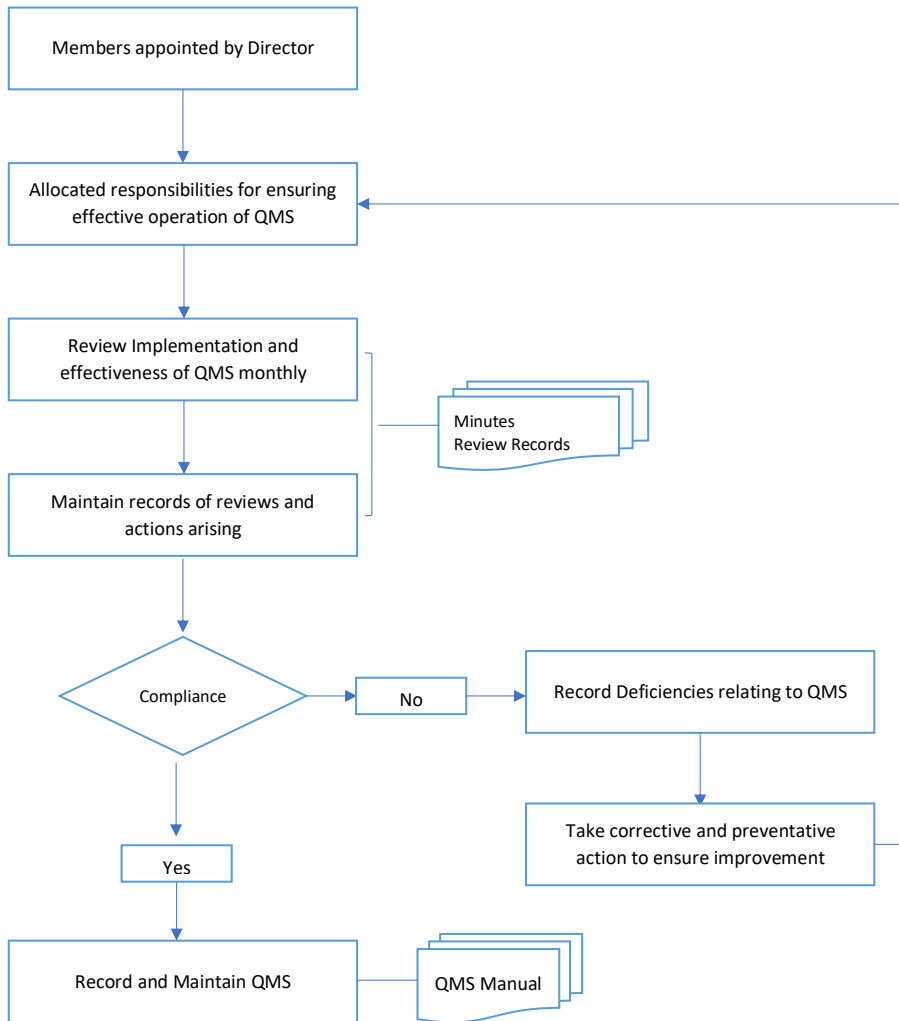 Members appointed by Director
Allocated responsibilities for ensuring
effective operation of QMS
Review Implementation and
effectiveness of QMS monthly
Minutes
Review Records
Maintain records of reviews and
actions arising
Compliance
No
Record Deficiencies relating to QMS
Take corrective and preventative
action to ensure improvement
Yes
Record and Maintain QMS
QMS Manual